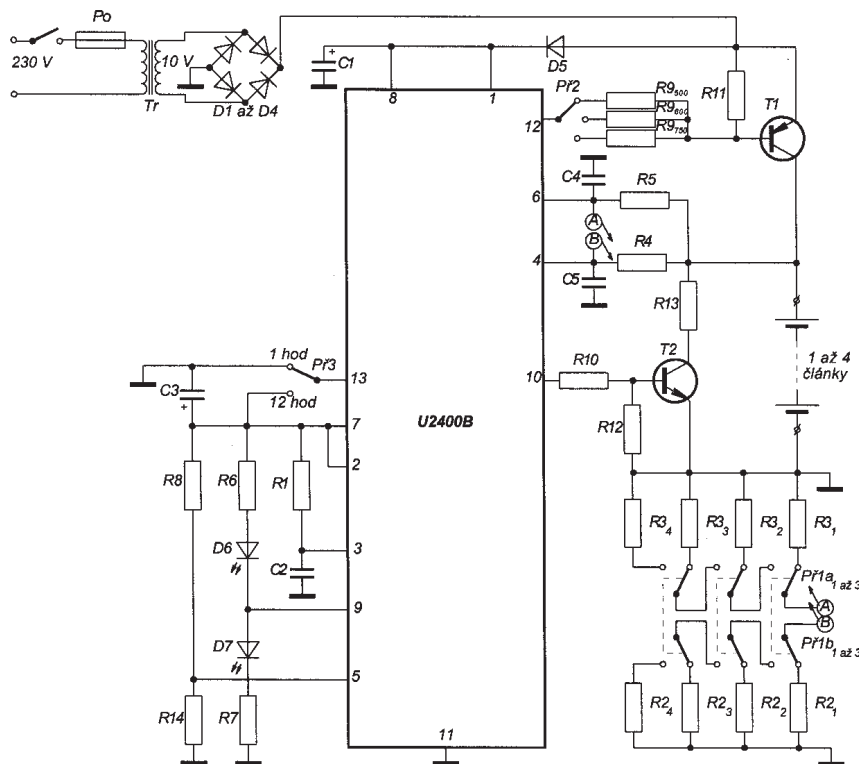 Po
230 V
10 V
Tr
D1 až D4
C1
+
8
1
D5
Př2
12
R9500
R9600
R9750
R11
T1
C4
6
R5
A
B
4
R4
C5
R13
1 hod
Př3
13
C3
+
12 hod
7
2
U2400B
10
R10
T2
R12
1 až 4
články
R8
R6
R1
3
D6
C2
9
D7
5
R14
R7
11
R34
R33
R32
R31
Př1a1 až 3
A
B
Př1b1 až 3
R24
R23
R22
R21